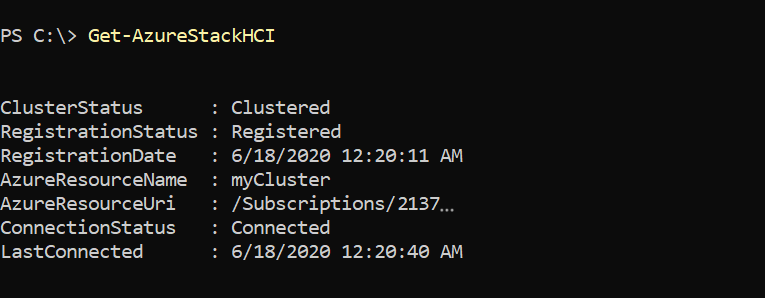 PS C:\> Get-AzureStackHCI
ClusterStatus      : Clustered
RegistrationStatus : Registered
RegistrationDate   : 6/18/2020 12:20:11 AM
AzureResourceName  : myCluster
AzureResourceUri   : /Subscriptions/2137...
ConnectionStatus   : Connected
LastConnected      : 6/18/2020 12:20:40 AM